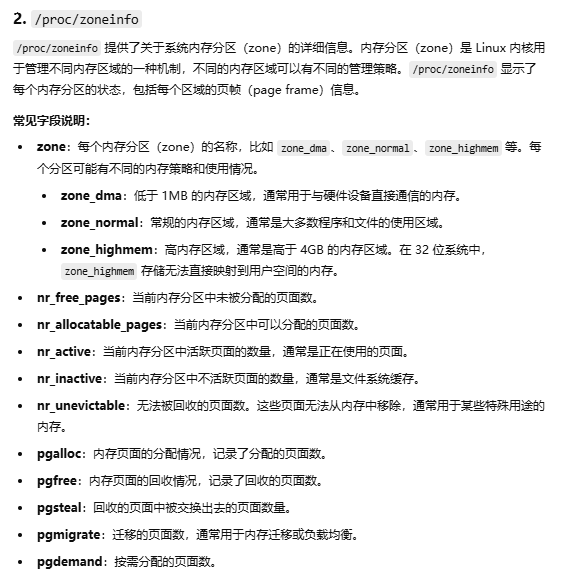 2. /proc/zoneinfo
/proc/zoneinfo 提供了关于系统内存分区（zone）的详细信息。内存分区（zone）是 Linux 内核用
于管理不同内存区域的一种机制，不同的内存区域可以有不同的管理策略。 /proc/zoneinfo 显示了
每个内存分区的状态，包括每个区域的页帧（page frame）信息。
常见字段说明：
• zone：每个内存分区（zone）的名称，比如 zone_dma 、 zone_normal 、 zone_highmem 等。每
个分区可能有不同的内存策略和使用情况。
• zone_dma：低于 1MB 的内存区域，通常用于与硬件设备直接通信的内存。
• zone_normal：常规的内存区域，通常是大多数程序和文件的使用区域。
• zone_highmem：高内存区域，通常是高于 4GB 的内存区域。在 32 位系统中，
zone_highmem 存储无法直接映射到用户空间的内存。
• nr_free_pages：当前内存分区中未被分配的页面数。
• nr_allocatable_pages：当前内存分区中可以分配的页面数。
• nr_active：当前内存分区中活跃页面的数量，通常是正在使用的页面。
• nr_inactive：当前内存分区中不活跃页面的数量，通常是文件系统缓存。
• nr_unevictable：无法被回收的页面数。这些页面无法从内存中移除，通常用于某些特殊用途的
内存。
• pgalloc：内存页面的分配情况，记录了分配的页面数。
• pgfree：内存页面的回收情况，记录了回收的页面数。
• pgsteal：回收的页面中被交换出去的页面数量。
• pgmigrate：迁移的页面数，通常用于内存迁移或负载均衡。
• pgdemand：按需分配的页面数。